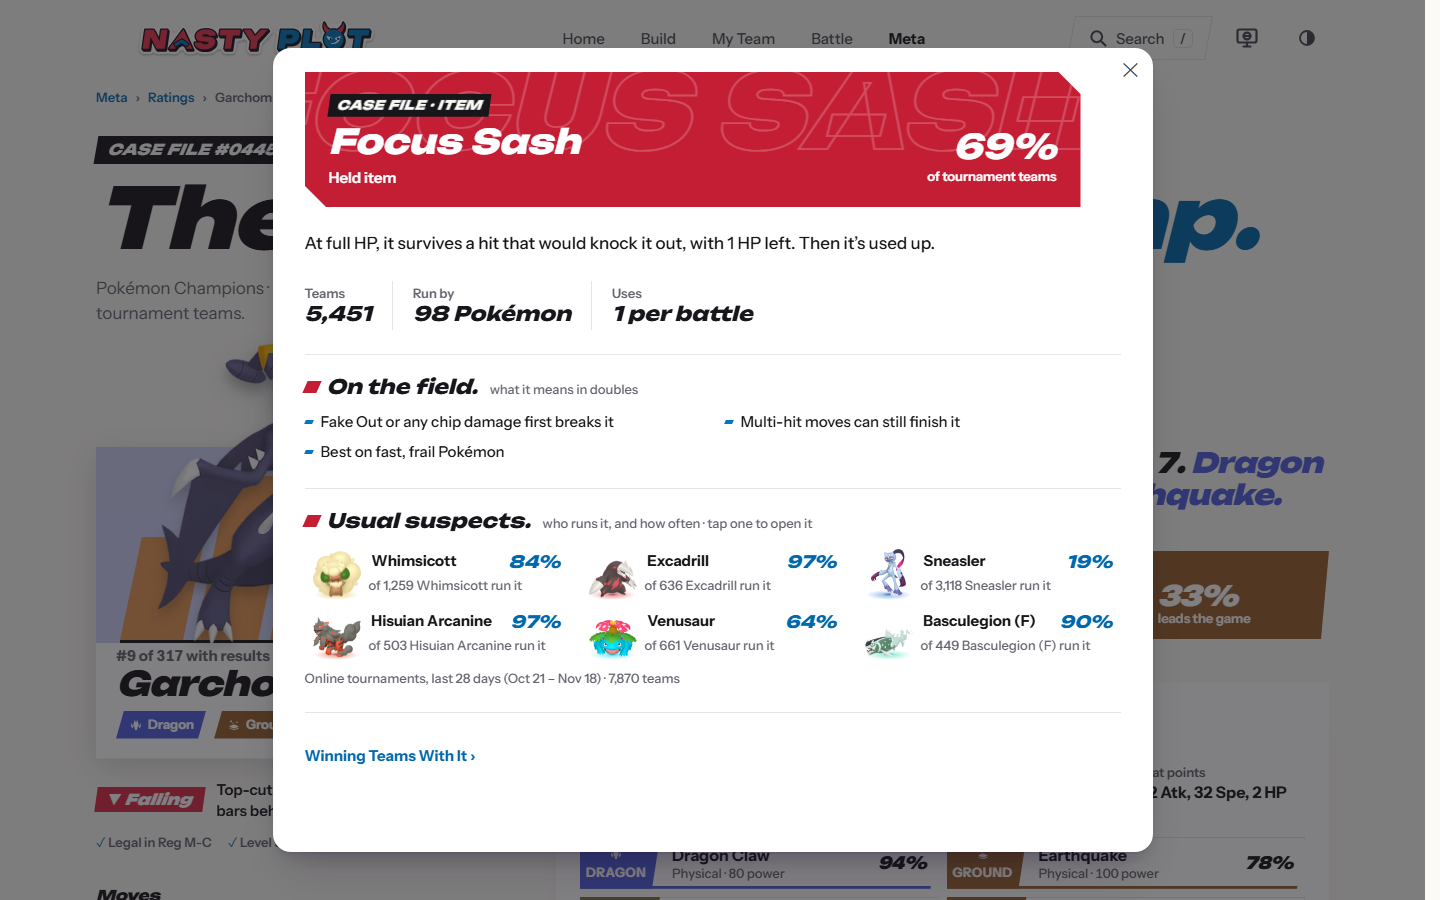 NASTY PLOT
Home
Build
My Team
Battle
Meta
Search /
Meta › Ratings › Garchom
CASE FILE #0445
The
p.
Pokémon Champions ·
tournament teams.
CASE FILE · ITEM
FOCUS SASH
Focus Sash
Held item
69%
of tournament teams
At full HP, it survives a hit that would knock it out, with 1 HP left. Then it’s used up.
Teams
5,451
Run by
98 Pokémon
Uses
1 per battle
On the field. what it means in doubles
Fake Out or any chip damage first breaks it
Multi-hit moves can still finish it
Best on fast, frail Pokémon
Usual suspects. who runs it, and how often · tap one to open it
Whimsicott 84%
of 1,259 Whimsicott run it
Excadrill 97%
of 636 Excadrill run it
Sneasler 19%
of 3,118 Sneasler run it
Hisuian Arcanine 97%
of 503 Hisuian Arcanine run it
Venusaur 64%
of 661 Venusaur run it
Basculegion (F) 90%
of 449 Basculegion (F) run it
Online tournaments, last 28 days (Oct 21 – Nov 18) · 7,870 teams
Winning Teams With It ›
7. Dragon
hquake.
33%
leads the game
#9 of 317 with results
Garcho
Dragon
Grou
▼ Falling
Top-cut
bars beh
✓ Legal in Reg M-C
✓ Level
Moves
at points
2 Atk, 32 Spe, 2 HP
DRAGON
Dragon Claw
Physical · 80 power
94%
GROUND
Earthquake
Physical · 100 power
78%